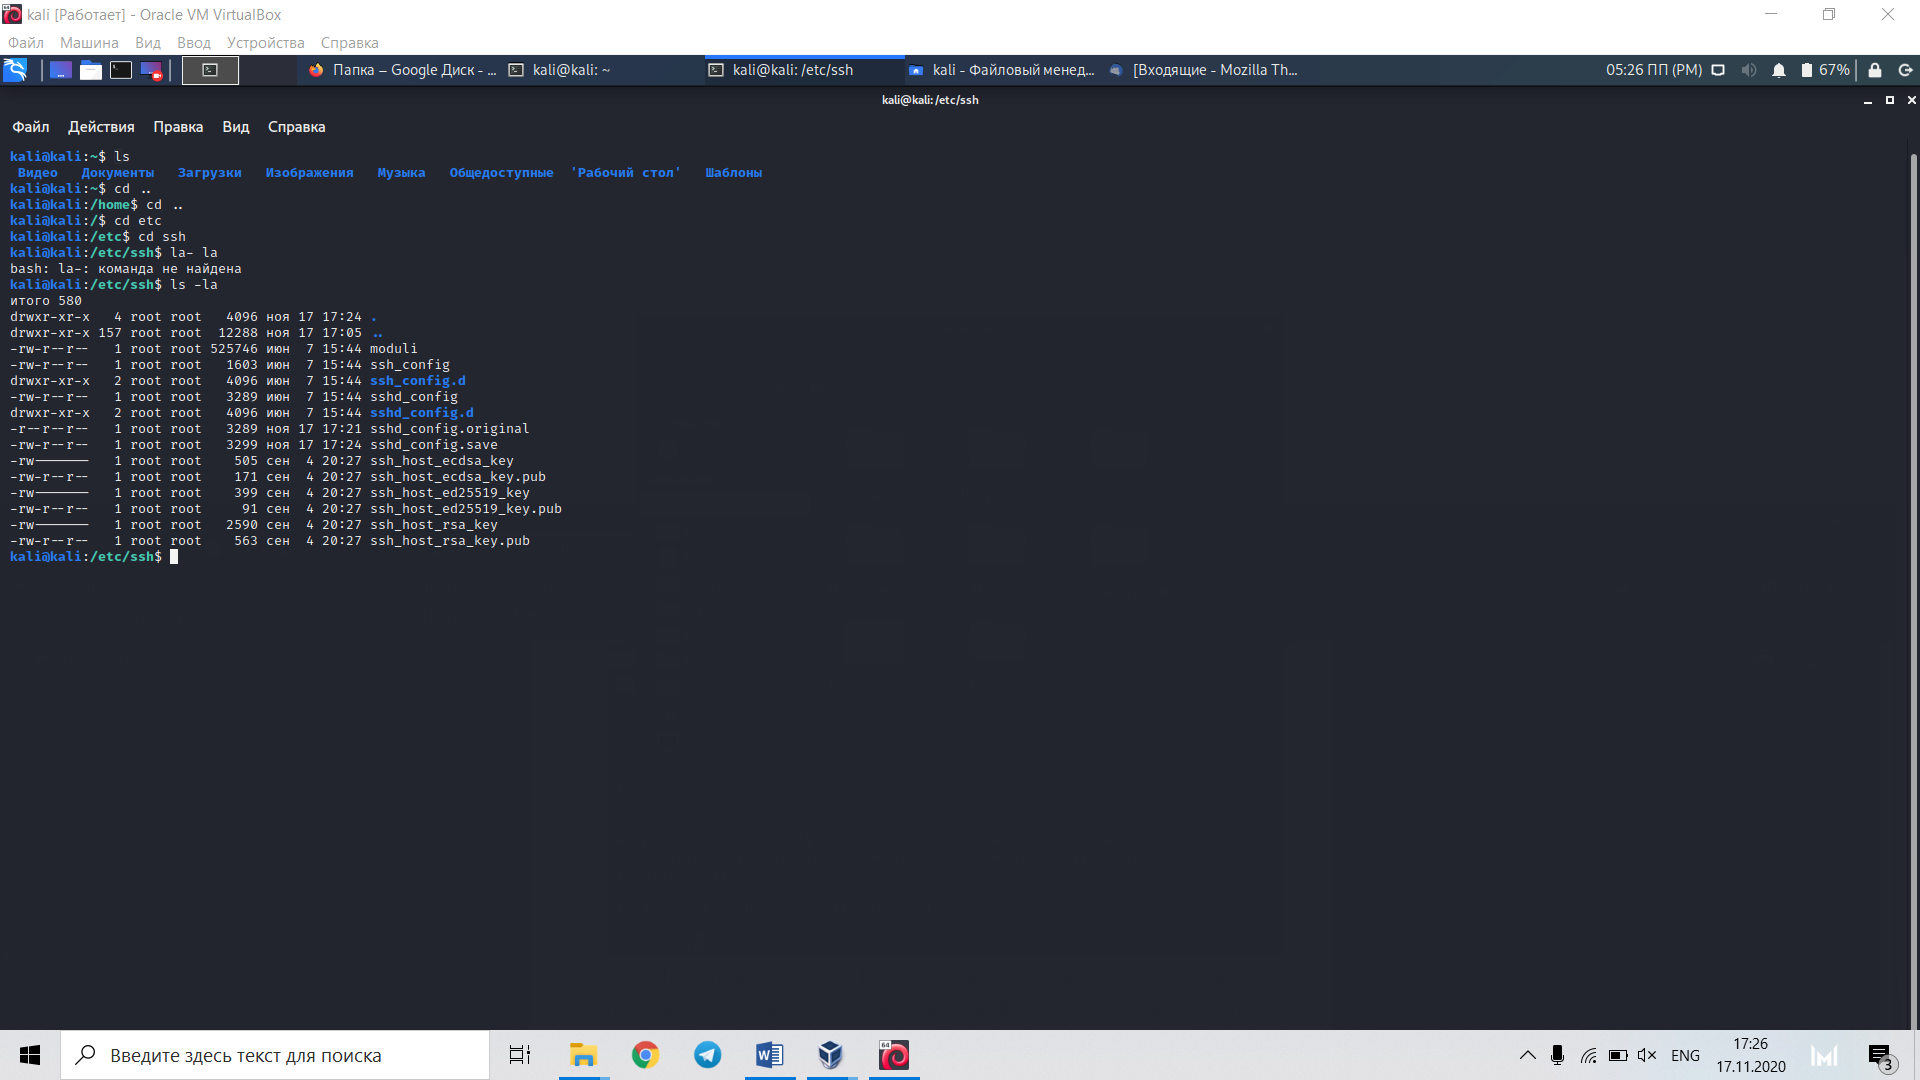 kali [Работает] - Oracle VM VirtualBox
Файл Машина Вид Ввод Устройства Справка
Папка – Google Диск - ... kali@kali: ~ kali@kali: /etc/ssh kali - Файловый менед... [Входящие - Mozilla Th... 05:26 ПП (PM) 67%
kali@kali: /etc/ssh
Файл Действия Правка Вид Справка
kali@kali:~$ ls
Видео Документы Загрузки Изображения Музыка Общедоступные 'Рабочий стол' Шаблоны
kali@kali:~$ cd ..
kali@kali:/home$ cd ..
kali@kali:/$ cd etc
kali@kali:/etc$ cd ssh
kali@kali:/etc/ssh$ la- la
bash: la-: команда не найдена
kali@kali:/etc/ssh$ ls -la
итого 580
drwxr-xr-x 4 root root 4096 ноя 17 17:24 .
drwxr-xr-x 157 root root 12288 ноя 17 17:05 ..
-rw-r--r-- 1 root root 525746 июн 7 15:44 moduli
-rw-r--r-- 1 root root 1603 июн 7 15:44 ssh_config
drwxr-xr-x 2 root root 4096 июн 7 15:44 ssh_config.d
-rw-r--r-- 1 root root 3289 июн 7 15:44 sshd_config
drwxr-xr-x 2 root root 4096 июн 7 15:44 sshd_config.d
-r--r--r-- 1 root root 3289 ноя 17 17:21 sshd_config.original
-rw-r--r-- 1 root root 3299 ноя 17 17:24 sshd_config.save
-rw------- 1 root root 505 сен 4 20:27 ssh_host_ecdsa_key
-rw-r--r-- 1 root root 171 сен 4 20:27 ssh_host_ecdsa_key.pub
-rw------- 1 root root 399 сен 4 20:27 ssh_host_ed25519_key
-rw-r--r-- 1 root root 91 сен 4 20:27 ssh_host_ed25519_key.pub
-rw------- 1 root root 2590 сен 4 20:27 ssh_host_rsa_key
-rw-r--r-- 1 root root 563 сен 4 20:27 ssh_host_rsa_key.pub
kali@kali:/etc/ssh$
Введите здесь текст для поиска
64
ENG
17:26
17.11.2020
3